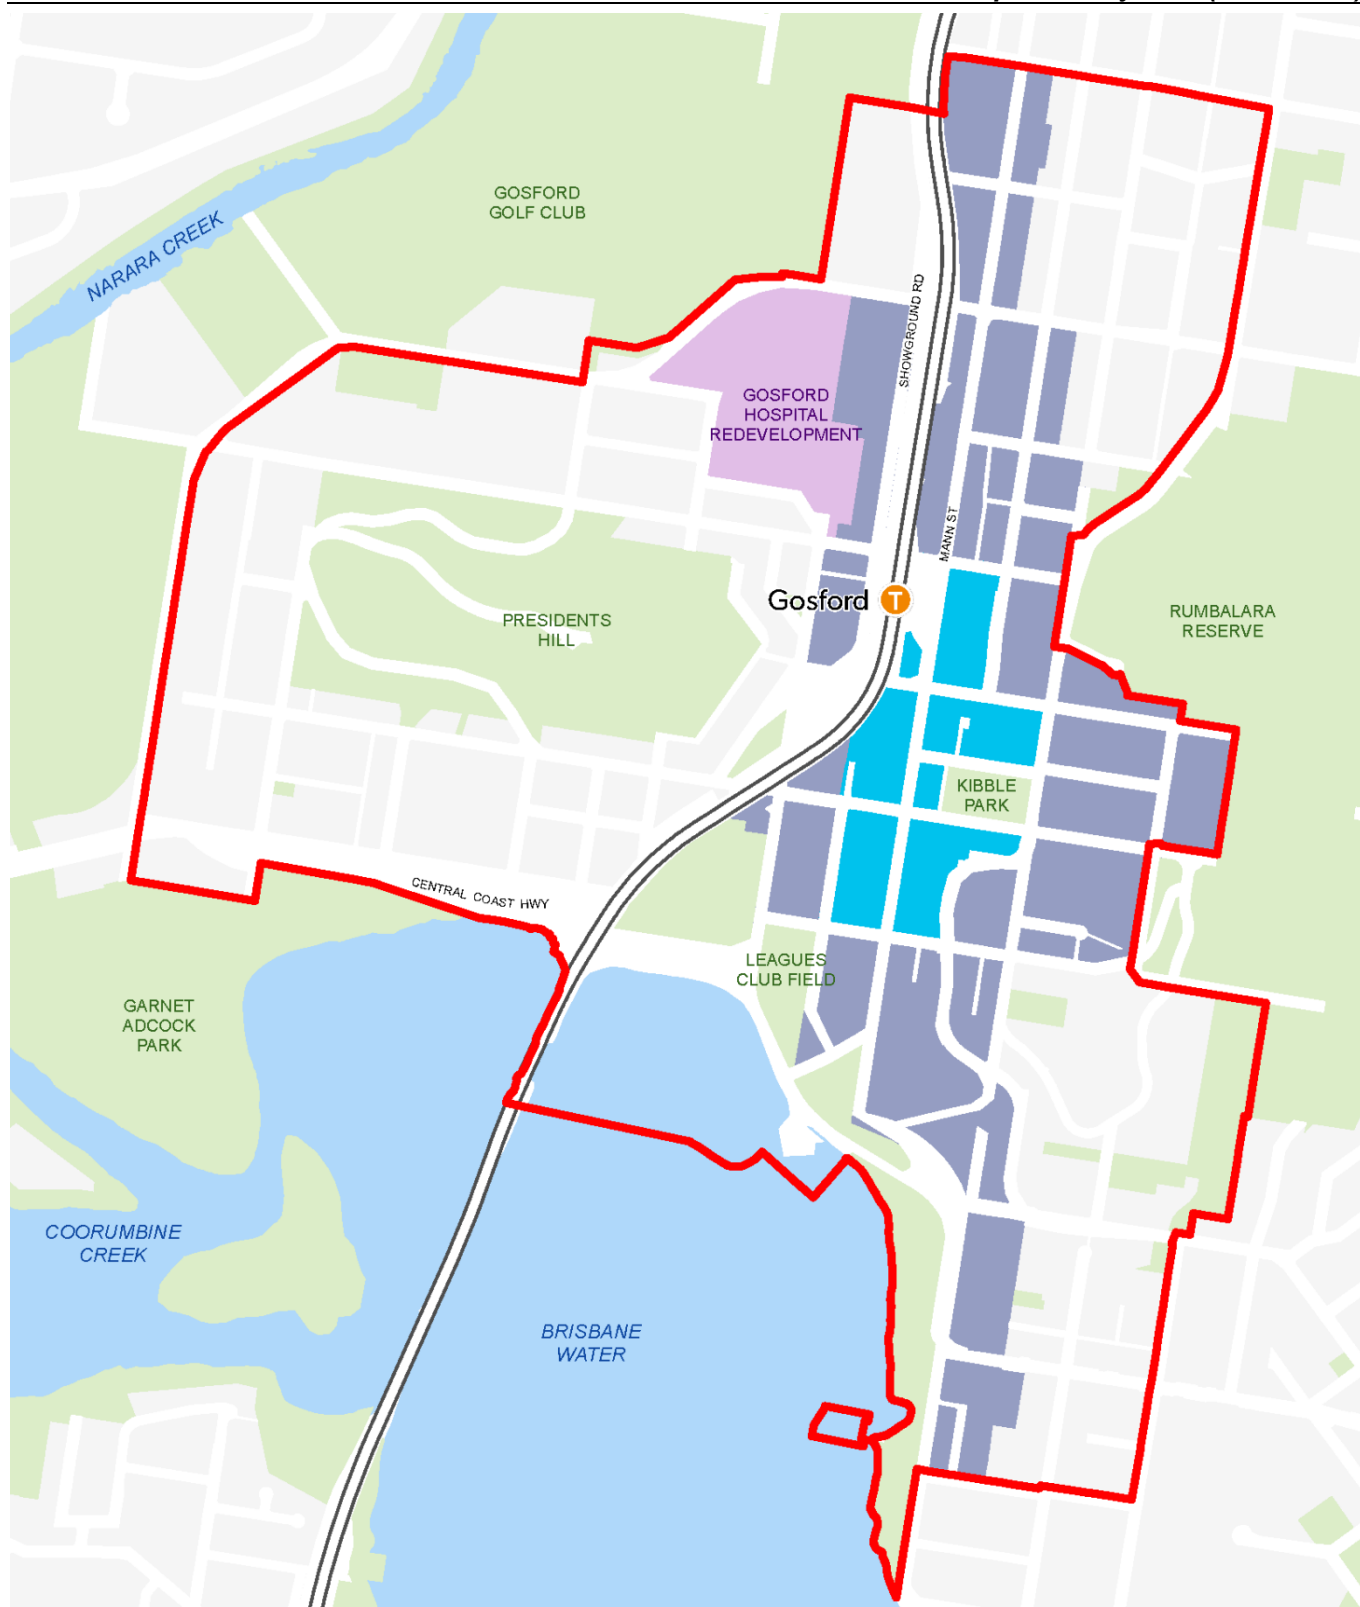 GOSFORD
GOLF CLUB
NARARA CREEK
SHOWGROUND RD
GOSFORD
HOSPITAL
REDEVELOPMENT
MANN ST
Gosford T
PRESIDENTS
HILL
RUMBALARA
RESERVE
KIBBLE
PARK
CENTRAL COAST HWY
LEAGUES
CLUB FIELD
GARNET
ADCOCK
PARK
COORUMBINE
CREEK
BRISBANE
WATER